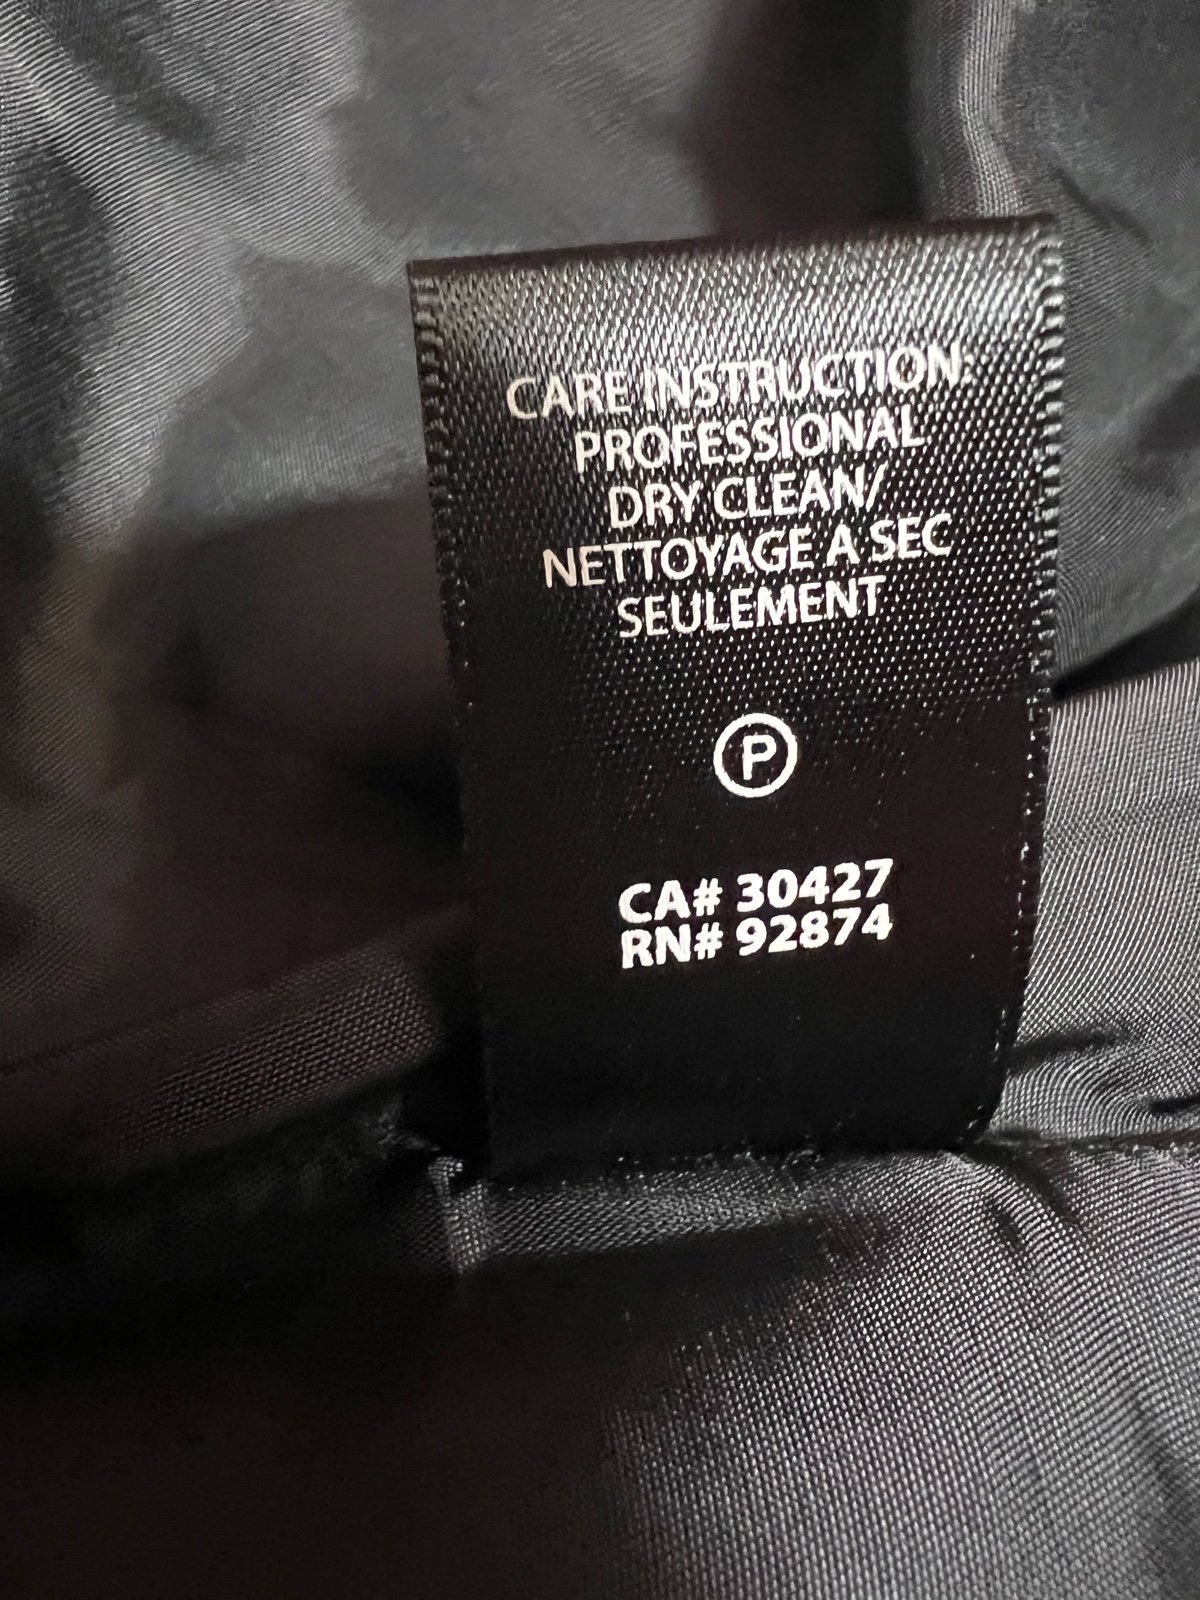 CARE INSTRUCTION:
PROFESSIONAL
DRY CLEAN/
NETTOYAGE A SEC
SEULEMENT
P
CA# 30427
RN# 92874